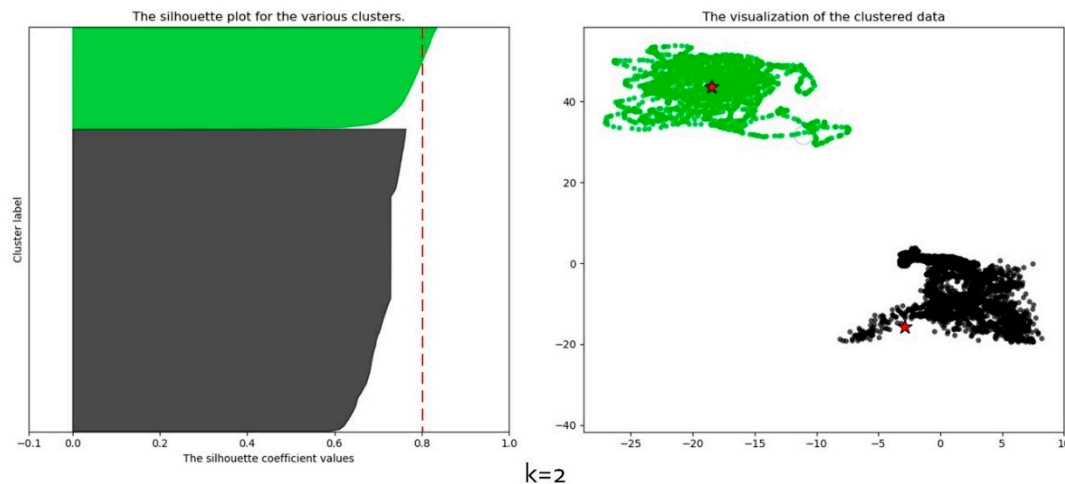 The silhouette plot for the various clusters.
Cluster label
−0.1 0.0 0.2 0.4 0.6 0.8 1.0
The silhouette coefficient values
The visualization of the clustered data
40
20
0
−20
−40
−25 −20 −15 −10 −5 0 5 10
k=2